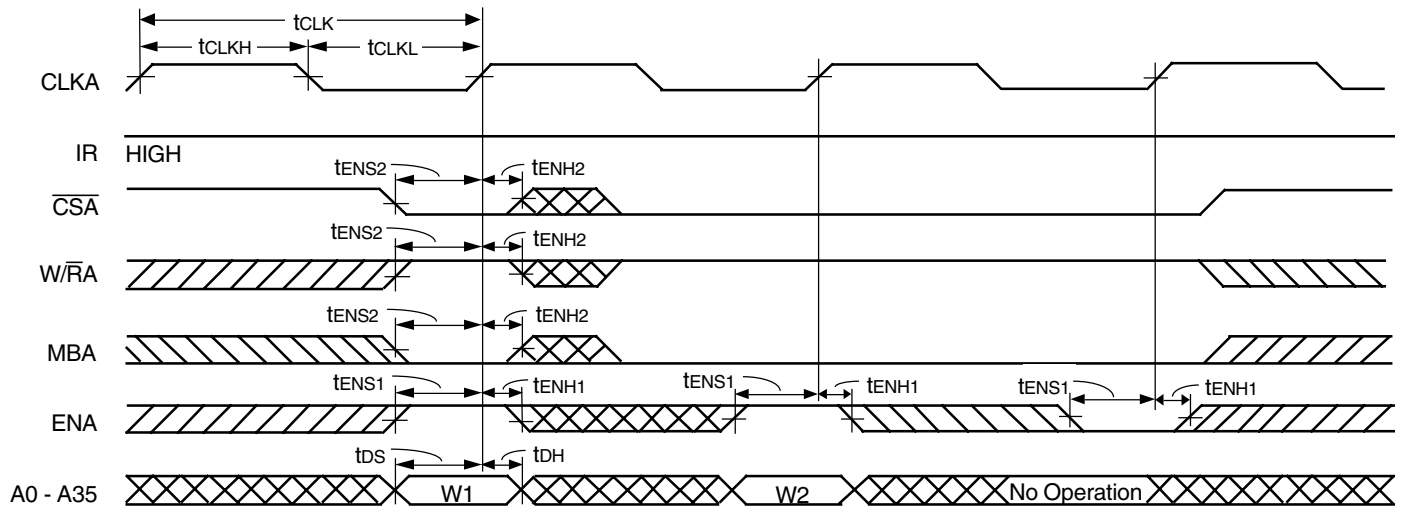 tCLK
tCLKH
tCLKL
CLKA
IR
HIGH
tENS2
tENH2
CSA
tENS2
tENH2
W/RA
tENS2
tENH2
MBA
tENS1
tENH1
tENS1
tENH1
tENS1
tENH1
ENA
tDS
tDH
A0 - A35
W1
W2
No Operation